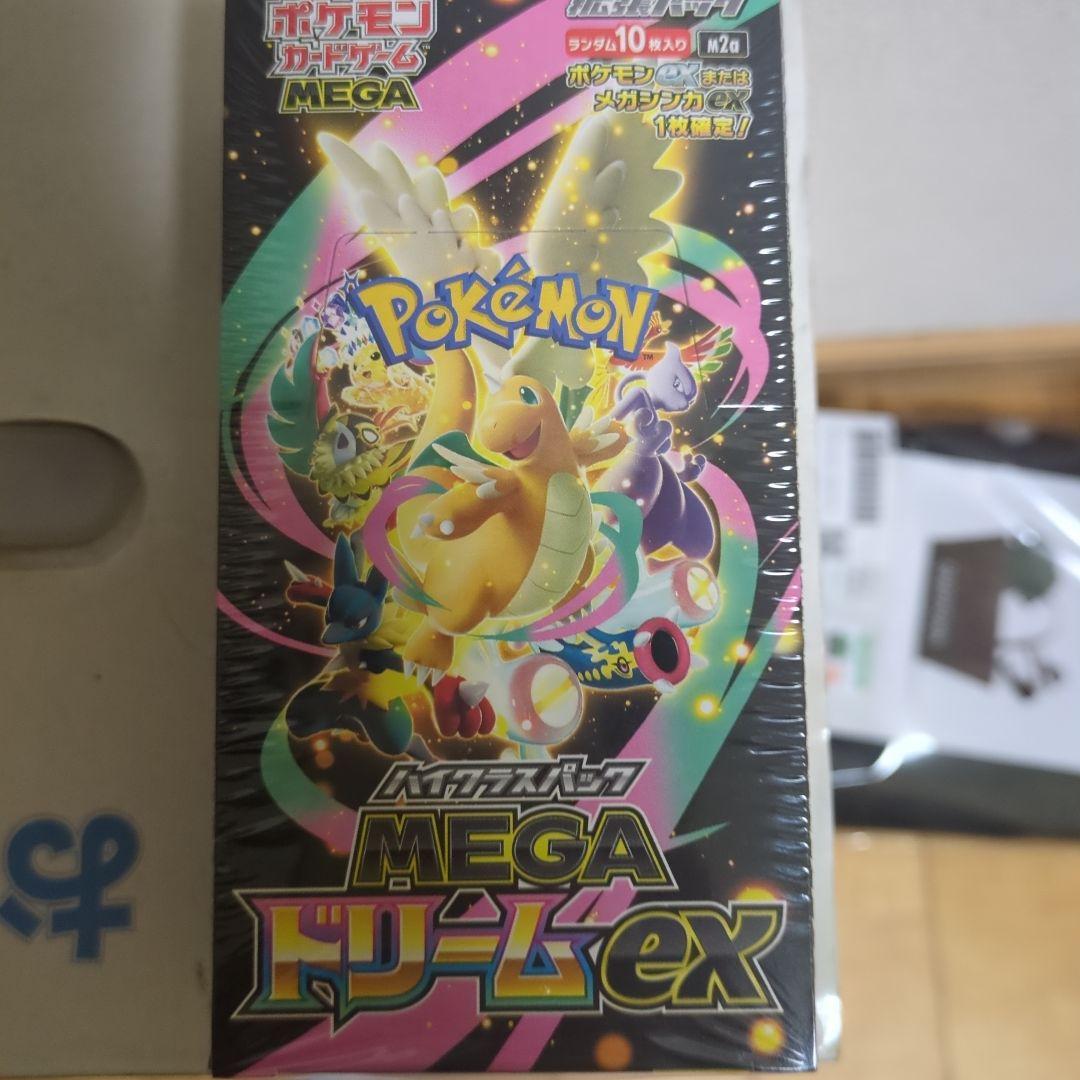 ポケモン
カードゲーム™
MEGA
拡張パック
ランダム10枚入り
M2a
ポケモンexまたは
メガシンカex
1枚確定!
POKéMON™
ハイクラスパック
MEGA
ドリームex